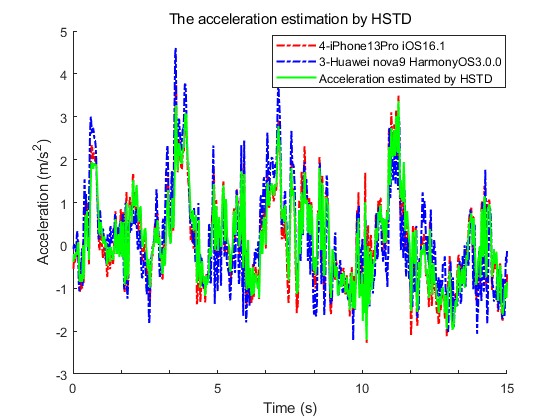 The acceleration estimation by HSTD
4-iPhone13Pro iOS16.1
3-Huawei nova9 HarmonyOS3.0.0
Acceleration estimated by HSTD
Acceleration (m/s²)
5
4
3
2
1
0
-1
-2
-3
0
5
10
15
Time (s)